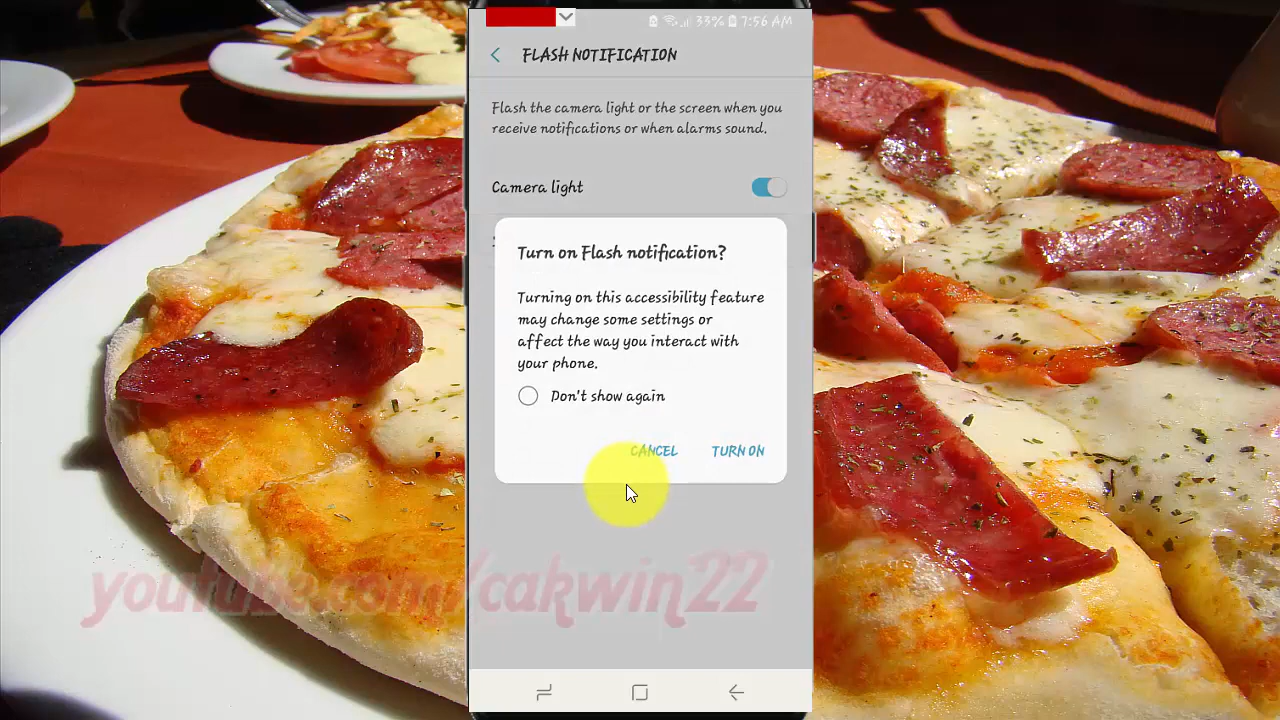 33% 7:56 AM
FLASH NOTIFICATION
Flash the camera light or the screen when you
receive notifications or when alarms sound.
Camera light
Turn on Flash notification?
Turning on this accessibility feature
may change some settings or
affect the way you interact with
your phone.
Don't show again
CANCEL TURN ON
youtube.com/cakwin22